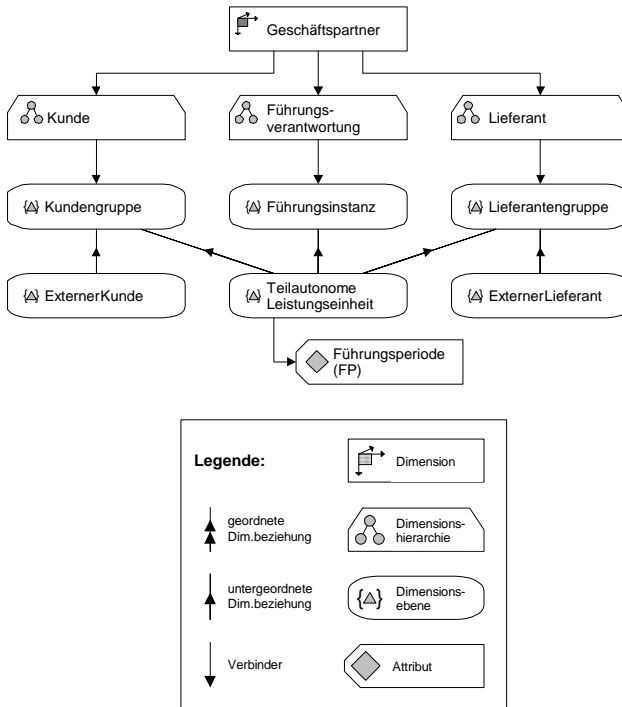 Geschäftspartner
Kunde
Führungs-
verantwortung
Lieferant
Kundengruppe
Führungsinstanz
Lieferantengruppe
ExternerKunde
Teilautonome
Leistungseinheit
ExternerLieferant
Führungsperiode
(FP)
Legende:
Dimension
geordnete
Dim.beziehung
Dimensions-
hierarchie
untergeordnete
Dim.beziehung
Dimensions-
ebene
Verbinder
Attribut